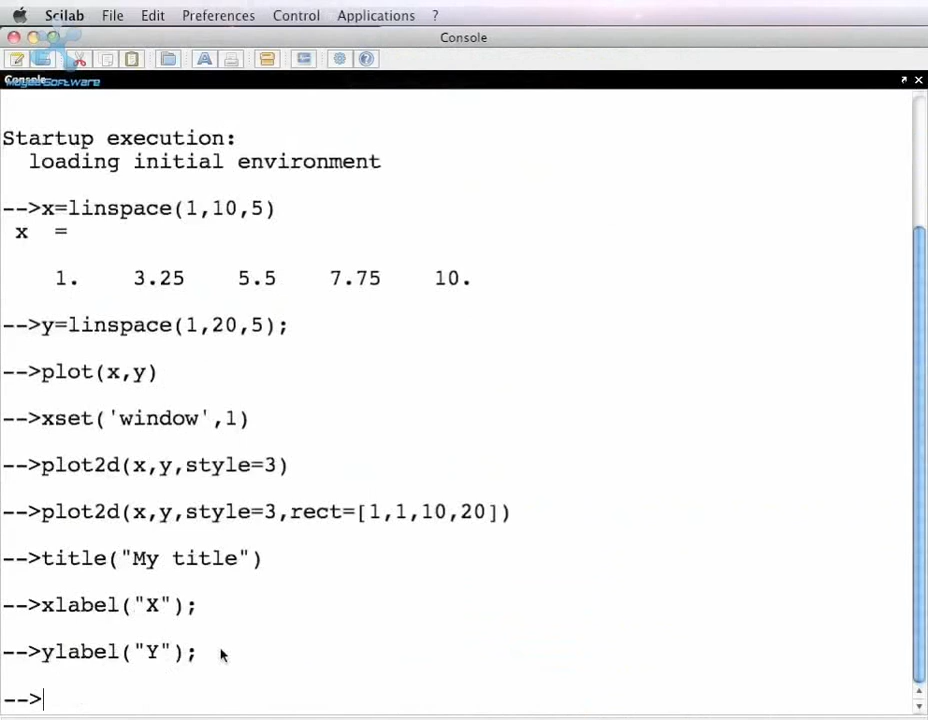 Scilab File Edit Preferences Control Applications ?
Console
Console
Startup execution:
loading initial environment
-->x=linspace(1,10,5)
x =
1. 3.25 5.5 7.75 10.
-->y=linspace(1,20,5);
-->plot(x,y)
-->xset('window',1)
-->plot2d(x,y,style=3)
-->plot2d(x,y,style=3,rect=[1,1,10,20])
-->title("My title")
-->xlabel("X");
-->ylabel("Y");
-->